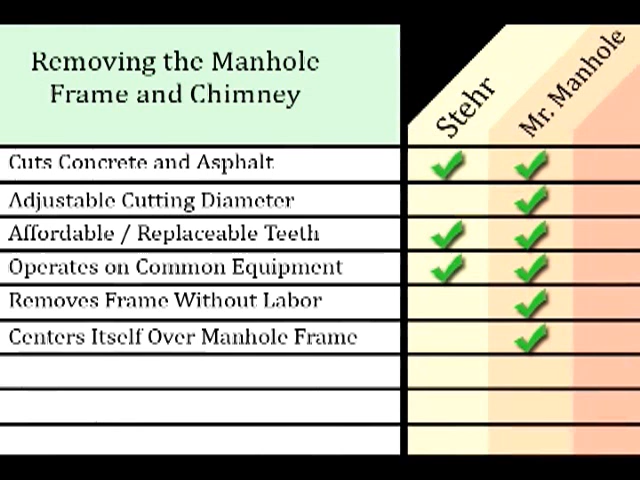 Removing the Manhole
Frame and Chimney
Stehr
Mr. Manhole
Cuts Concrete and Asphalt
Adjustable Cutting Diameter
Affordable / Replaceable Teeth
Operates on Common Equipment
Removes Frame Without Labor
Centers Itself Over Manhole Frame